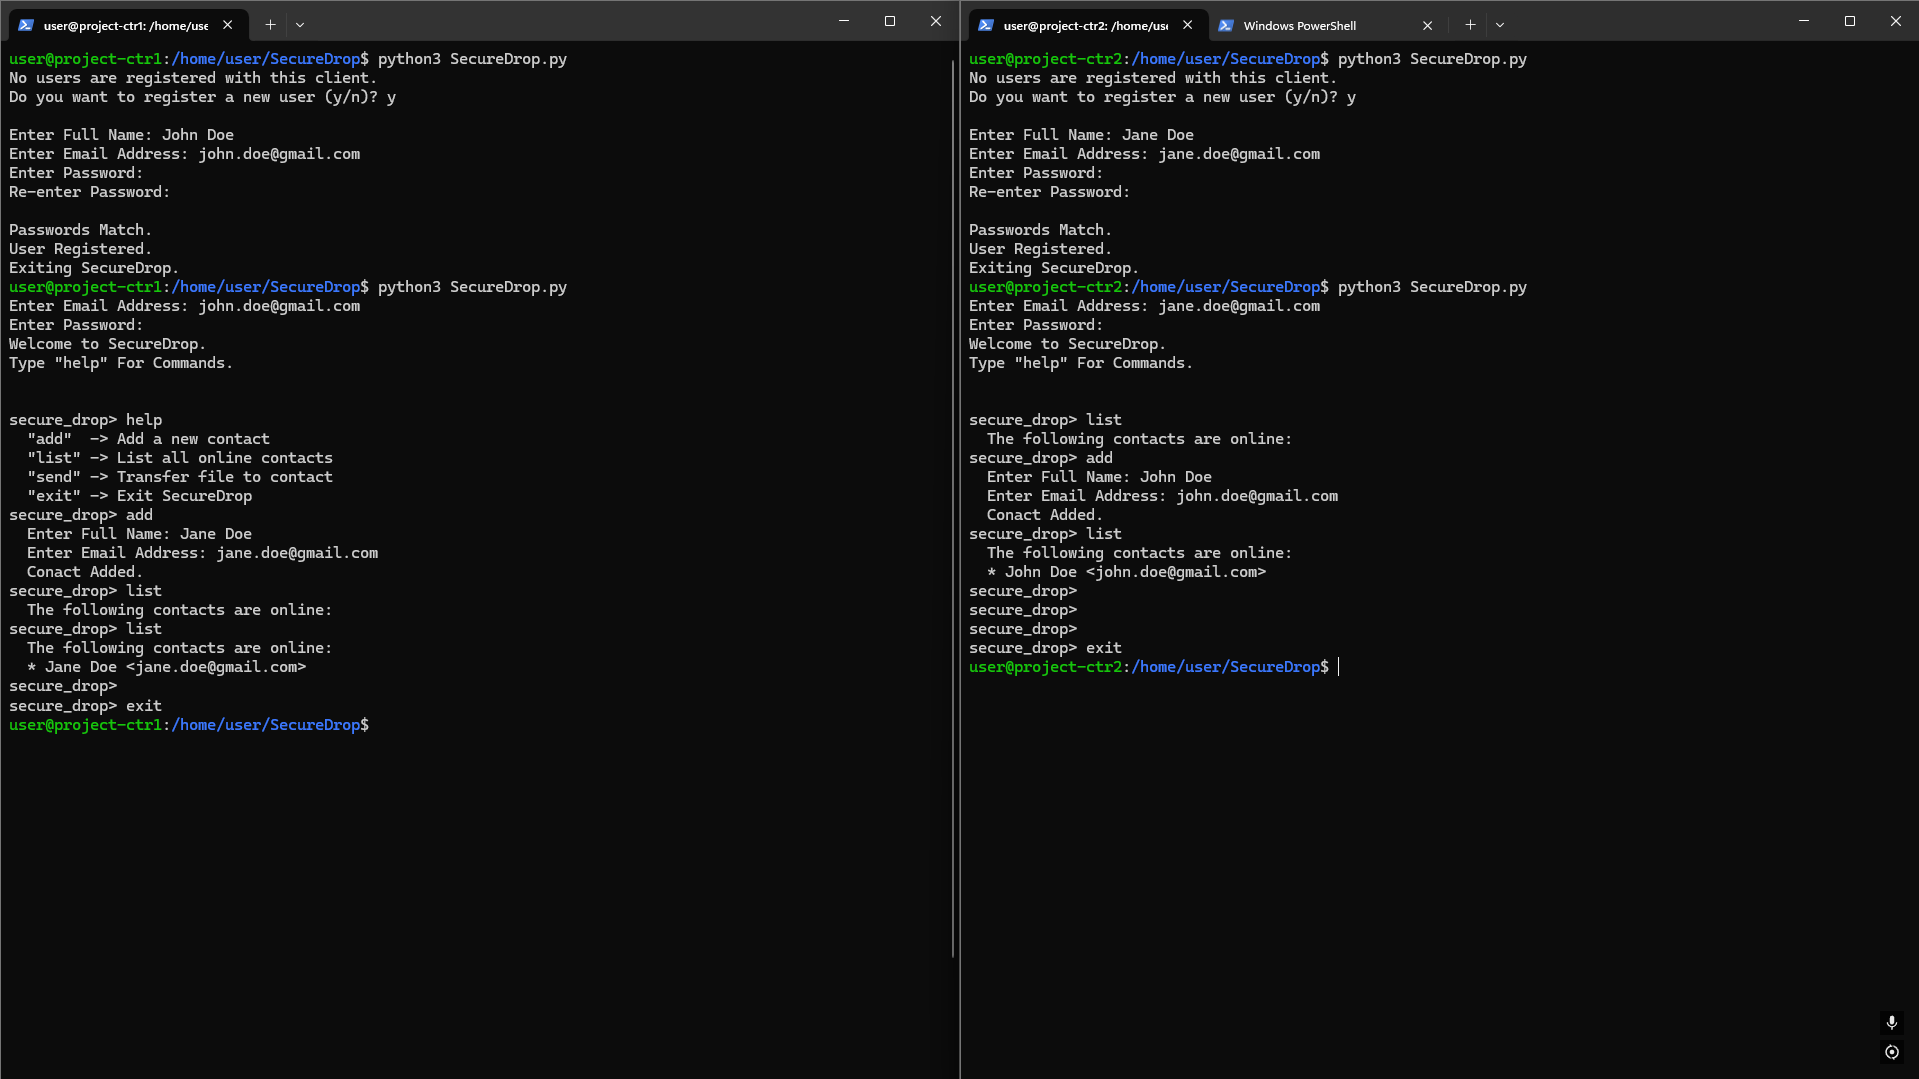 user@project-ctr1: /home/use
user@project-ctr1:/home/user/SecureDrop$ python3 SecureDrop.py
No users are registered with this client.
Do you want to register a new user (y/n)? y
Enter Full Name: John Doe
Enter Email Address: john.doe@gmail.com
Enter Password:
Re-enter Password:
Passwords Match.
User Registered.
Exiting SecureDrop.
user@project-ctr1:/home/user/SecureDrop$ python3 SecureDrop.py
Enter Email Address: john.doe@gmail.com
Enter Password:
Welcome to SecureDrop.
Type "help" For Commands.
secure_drop> help
"add"  -> Add a new contact
"list" -> List all online contacts
"send" -> Transfer file to contact
"exit" -> Exit SecureDrop
secure_drop> add
Enter Full Name: Jane Doe
Enter Email Address: jane.doe@gmail.com
Conact Added.
secure_drop> list
The following contacts are online:
secure_drop> list
The following contacts are online:
* Jane Doe <jane.doe@gmail.com>
secure_drop>
secure_drop> exit
user@project-ctr1:/home/user/SecureDrop$
user@project-ctr2: /home/us
Windows PowerShell
user@project-ctr2:/home/user/SecureDrop$ python3 SecureDrop.py
No users are registered with this client.
Do you want to register a new user (y/n)? y
Enter Full Name: Jane Doe
Enter Email Address: jane.doe@gmail.com
Enter Password:
Re-enter Password:
Passwords Match.
User Registered.
Exiting SecureDrop.
user@project-ctr2:/home/user/SecureDrop$ python3 SecureDrop.py
Enter Email Address: jane.doe@gmail.com
Enter Password:
Welcome to SecureDrop.
Type "help" For Commands.
secure_drop> list
The following contacts are online:
secure_drop> add
Enter Full Name: John Doe
Enter Email Address: john.doe@gmail.com
Conact Added.
secure_drop> list
The following contacts are online:
* John Doe <john.doe@gmail.com>
secure_drop>
secure_drop>
secure_drop>
secure_drop> exit
user@project-ctr2:/home/user/SecureDrop$